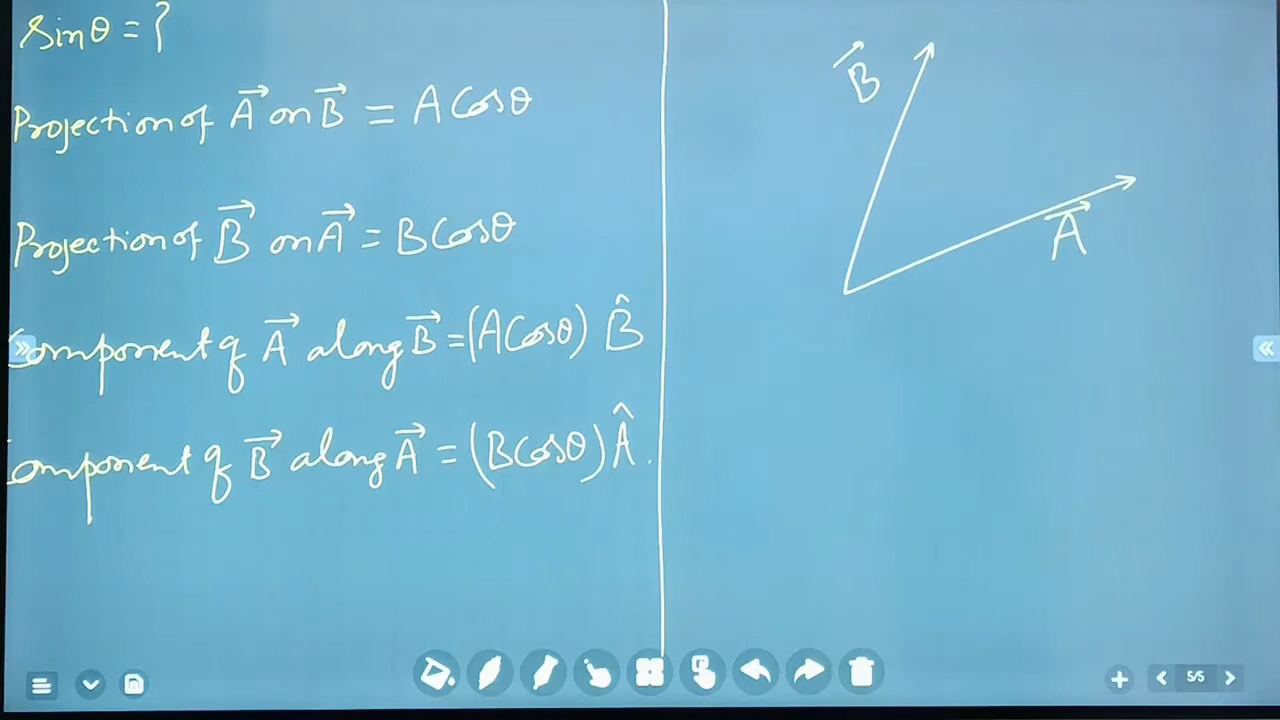 Sinθ = ?
Projection of A⃗ on B⃗ = A Cosθ
Projection of B⃗ on A⃗ = B Cosθ
Component of A⃗ along B⃗ = (A Cosθ) B̂
Component of B⃗ along A⃗ = (B Cosθ) Â.
B⃗
A⃗
5/5